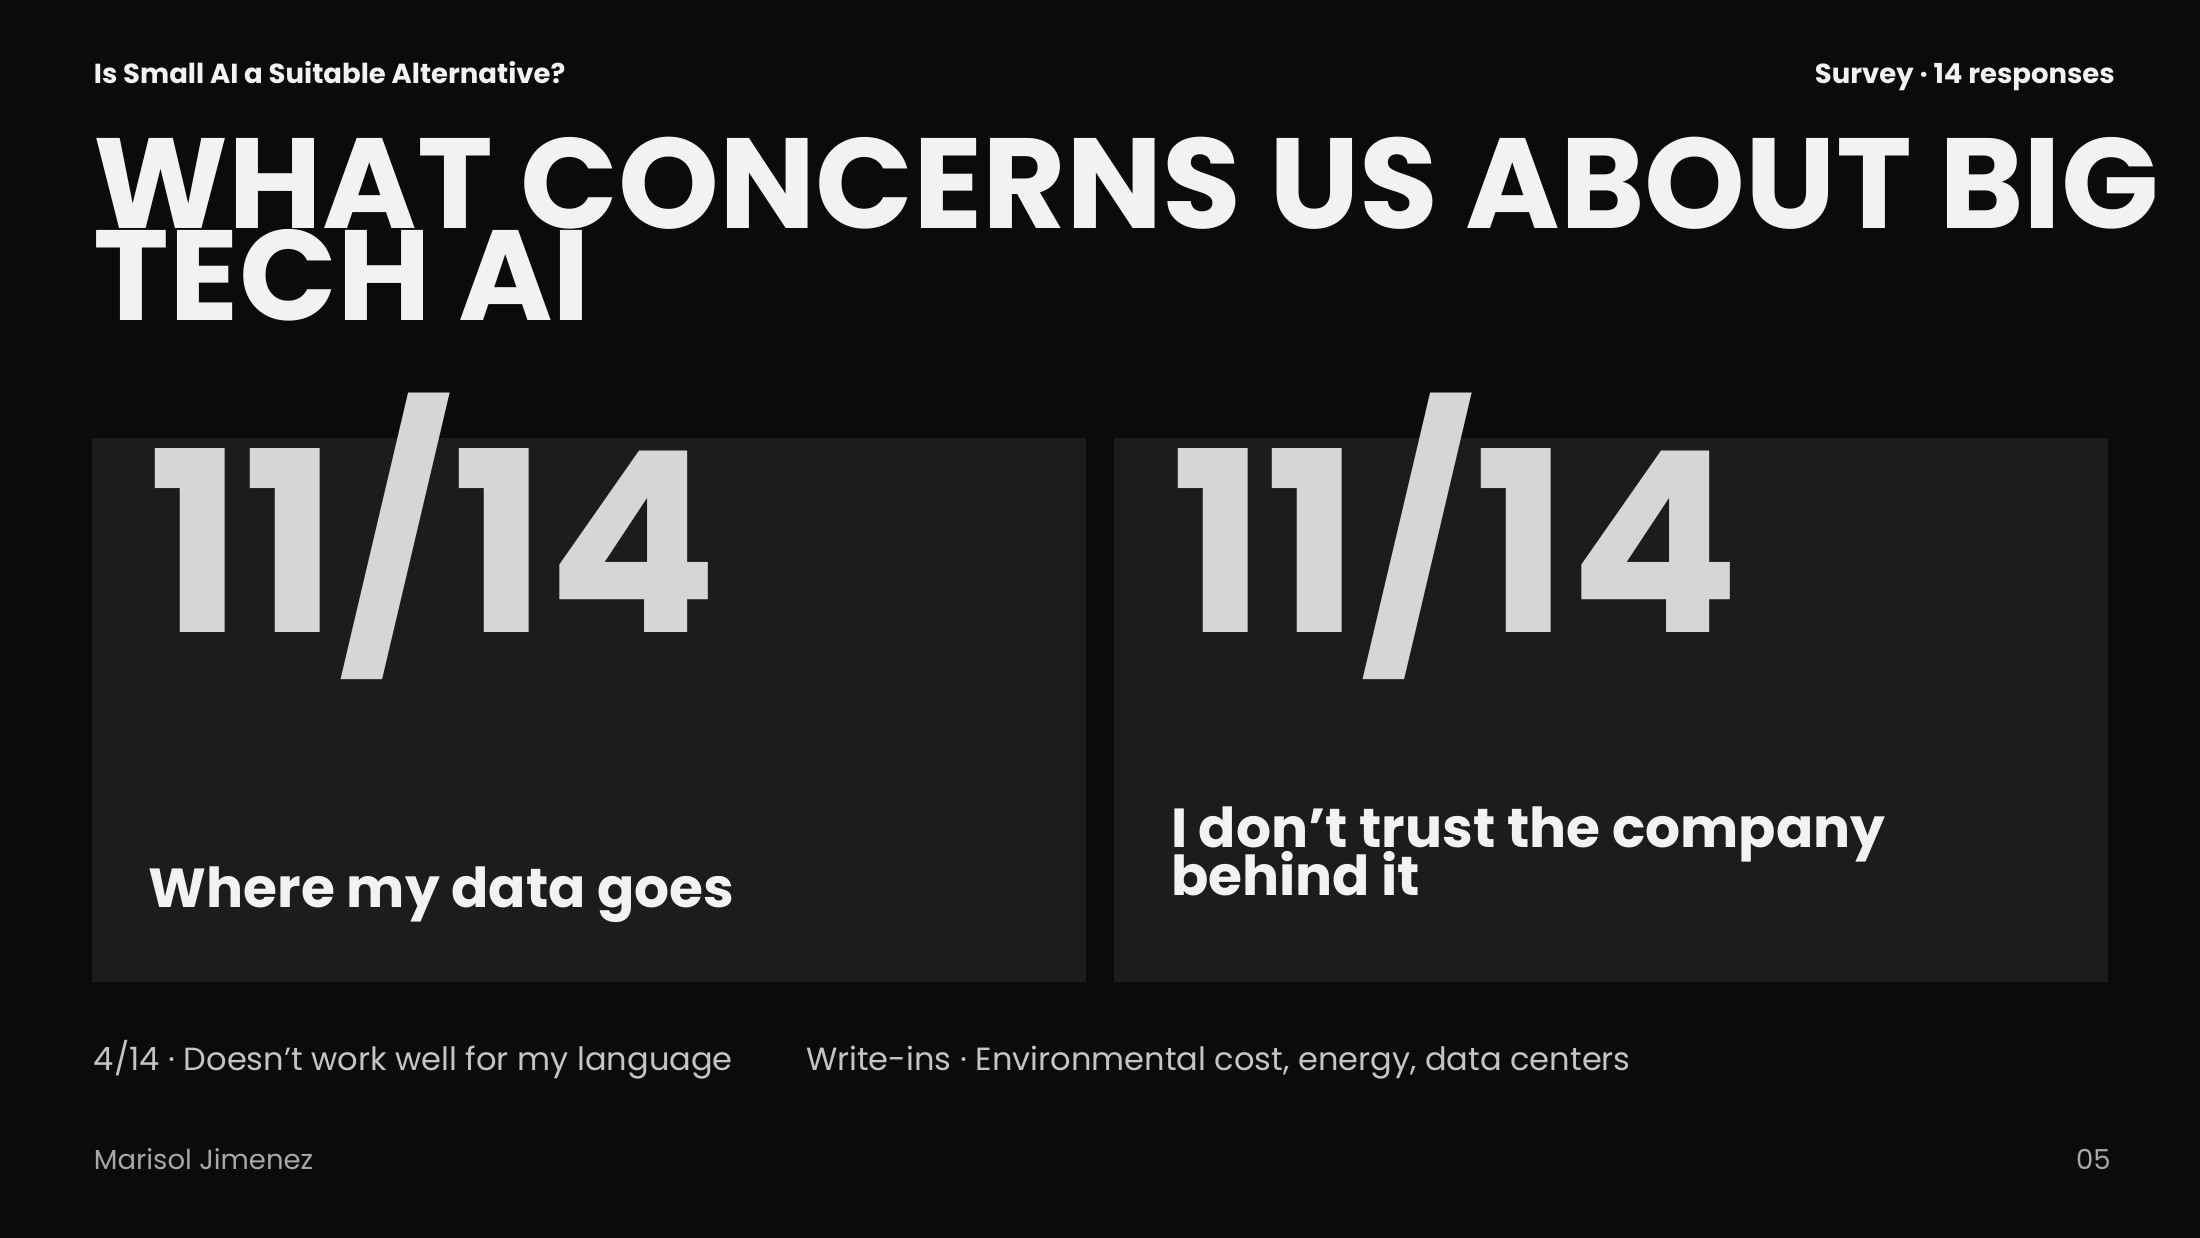 Is Small AI a Suitable Alternative?
Survey · 14 responses
WHAT CONCERNS US ABOUT BIG
TECH AI
11/14
Where my data goes
11/14
I don’t trust the company
behind it
4/14 · Doesn’t work well for my language
Write-ins · Environmental cost, energy, data centers
Marisol Jimenez
05